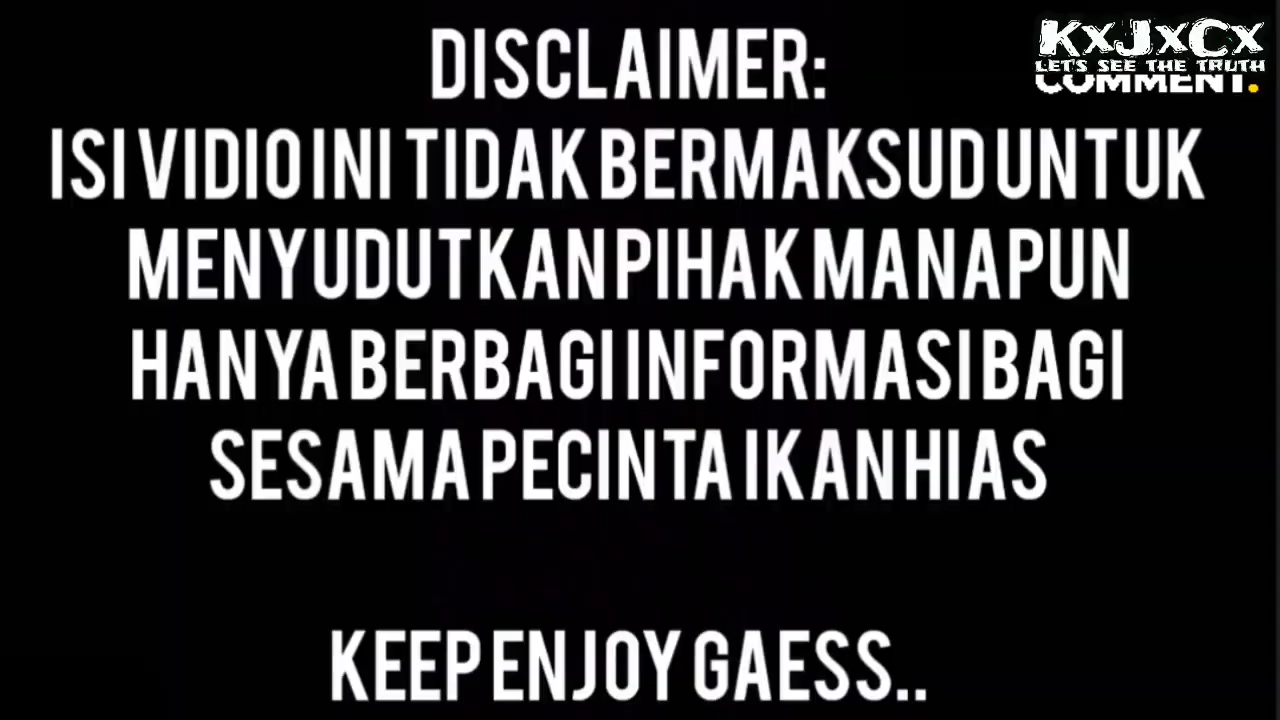 DISCLAIMER:
KxJxCx
LET'S SEE THE TRUTH
COMMENT.
ISI VIDIO INI TIDAK BERMAKSUD UNTUK
MENYUDUTKAN PIHAK MANAPUN
HANYA BERBAGI INFORMASI BAGI
SESAMA PECINTA IKAN HIAS
KEEP ENJOY GAESS..